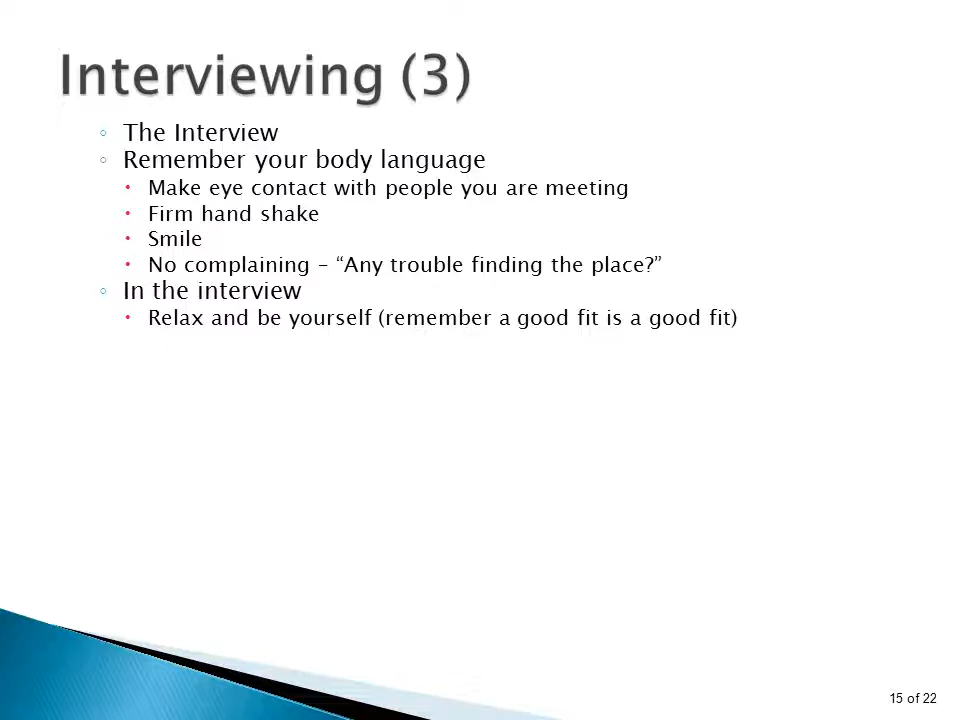 Interviewing (3)
◦ The Interview
◦ Remember your body language
• Make eye contact with people you are meeting
• Firm hand shake
• Smile
• No complaining – “Any trouble finding the place?”
◦ In the interview
• Relax and be yourself (remember a good fit is a good fit)
15 of 22